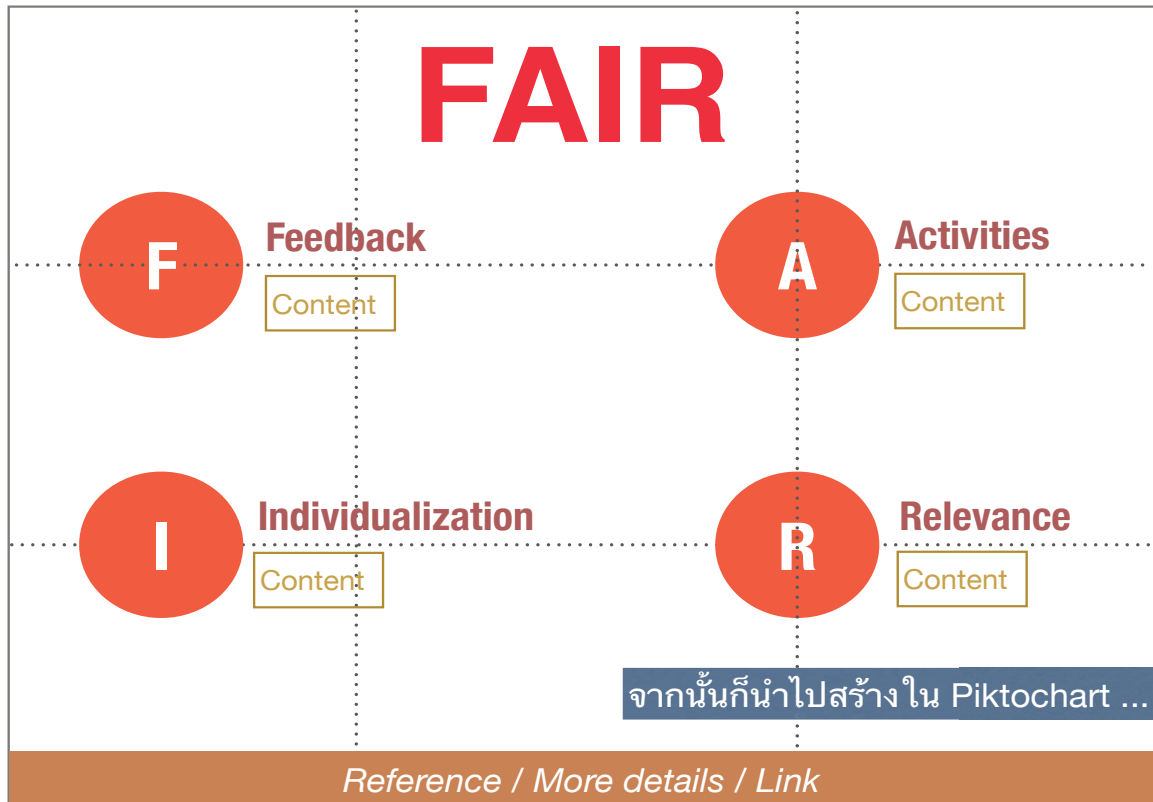 FAIR
F
Feedback
Content
A
Activities
Content
I
Individualization
Content
R
Relevance
Content
จากนั้นก็นำไปสร้างใน Piktochart ...
Reference / More details / Link